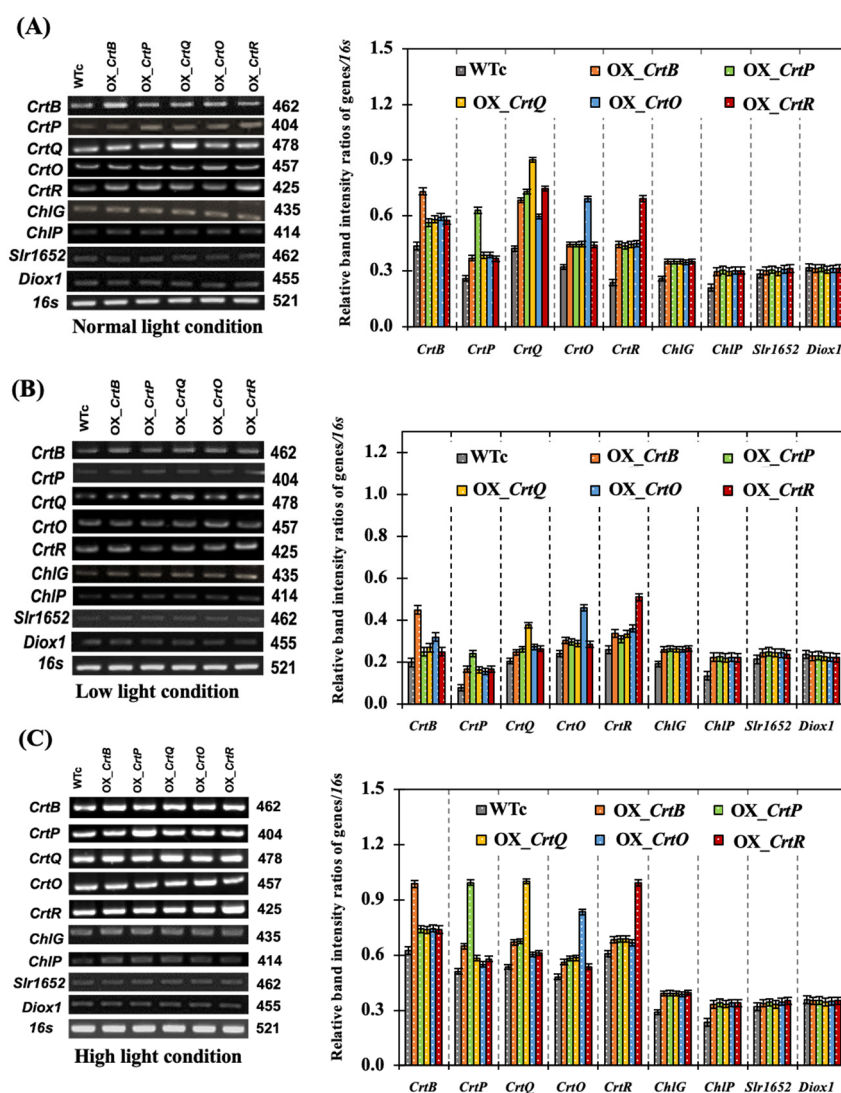 (A)
WTc OX_CrtB OX_CrtP OX_CrtQ OX_CrtO OX_CrtR
CrtB 462
CrtP 404
CrtQ 478
CrtO 457
CrtR 425
ChlG 435
ChlP 414
Slr1652 462
Diox1 455
16s 521
Normal light condition
Relative band intensity ratios of genes/16s
1.5
1.2
0.9
0.6
0.3
0.0
WTc OX_CrtB OX_CrtP
OX_CrtQ OX_CrtO OX_CrtR
CrtB CrtP CrtQ CrtO CrtR ChlG ChlP Slr1652 Diox1
(B)
WTc OX_CrtB OX_CrtP OX_CrtQ OX_CrtO OX_CrtR
CrtB 462
CrtP 404
CrtQ 478
CrtO 457
CrtR 425
ChlG 435
ChlP 414
Slr1652 462
Diox1 455
16s 521
Low light condition
Relative band intensity ratios of genes/16s
1.2
1.0
0.8
0.6
0.4
0.2
0.0
WTc OX_CrtB OX_CrtP
OX_CrtQ OX_CrtO OX_CrtR
CrtB CrtP CrtQ CrtO CrtR ChlG ChlP Slr1652 Diox1
(C)
WTc OX_CrtB OX_CrtP OX_CrtQ OX_CrtO OX_CrtR
CrtB 462
CrtP 404
CrtQ 478
CrtO 457
CrtR 425
ChlG 435
ChlP 414
Slr1652 462
Diox1 455
16s 521
High light condition
Relative band intensity ratios of genes/16s
1.5
1.2
0.9
0.6
0.3
0.0
WTc OX_CrtB OX_CrtP
OX_CrtQ OX_CrtO OX_CrtR
CrtB CrtP CrtQ CrtO CrtR ChlG ChlP Slr1652 Diox1